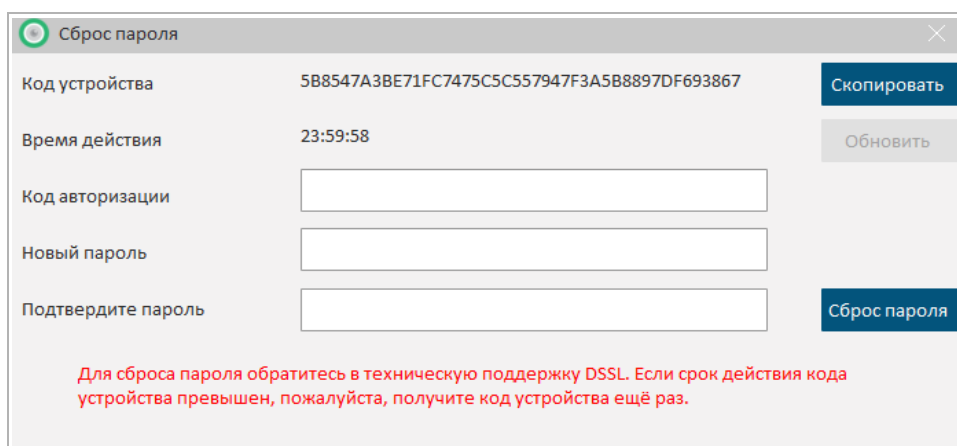 Сброс пароля
Код устройства 5B8547A3BE71FC7475C5C557947F3A5B8897DF693867 Скопировать
Время действия 23:59:58 Обновить
Код авторизации
Новый пароль
Подтвердите пароль Сброс пароля
Для сброса пароля обратитесь в техническую поддержку DSSL. Если срок действия кода
устройства превышен, пожалуйста, получите код устройства ещё раз.